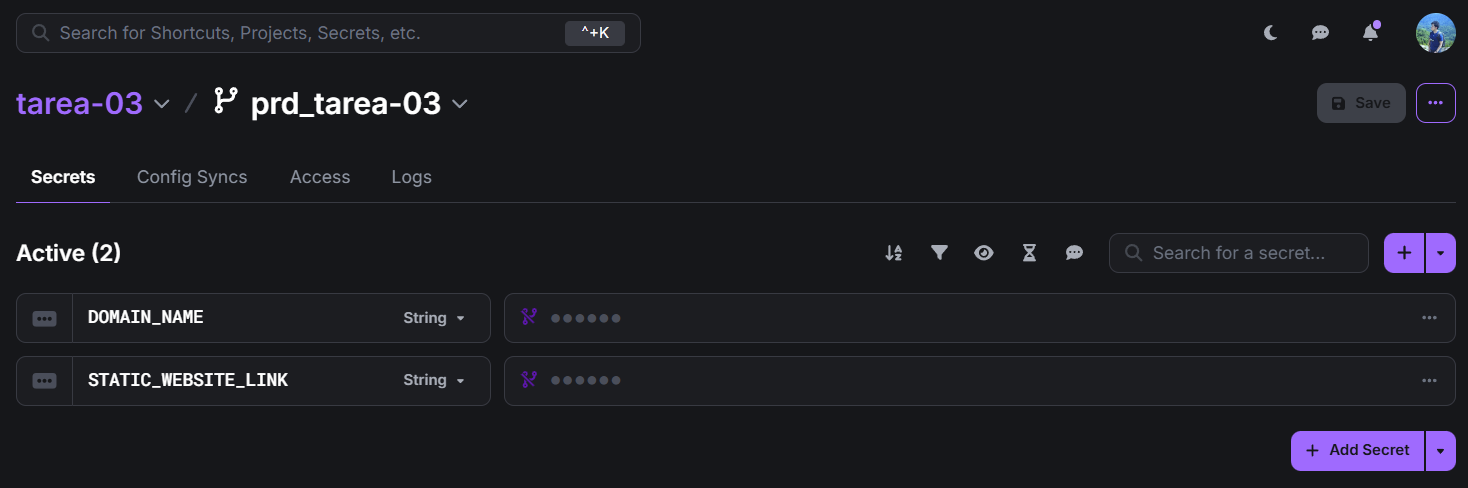 Search for Shortcuts, Projects, Secrets, etc. ^+K
tarea-03 / prd_tarea-03
Save
Secrets Config Syncs Access Logs
Active (2)
Search for a secret...
DOMAIN_NAME String
STATIC_WEBSITE_LINK String
Add Secret